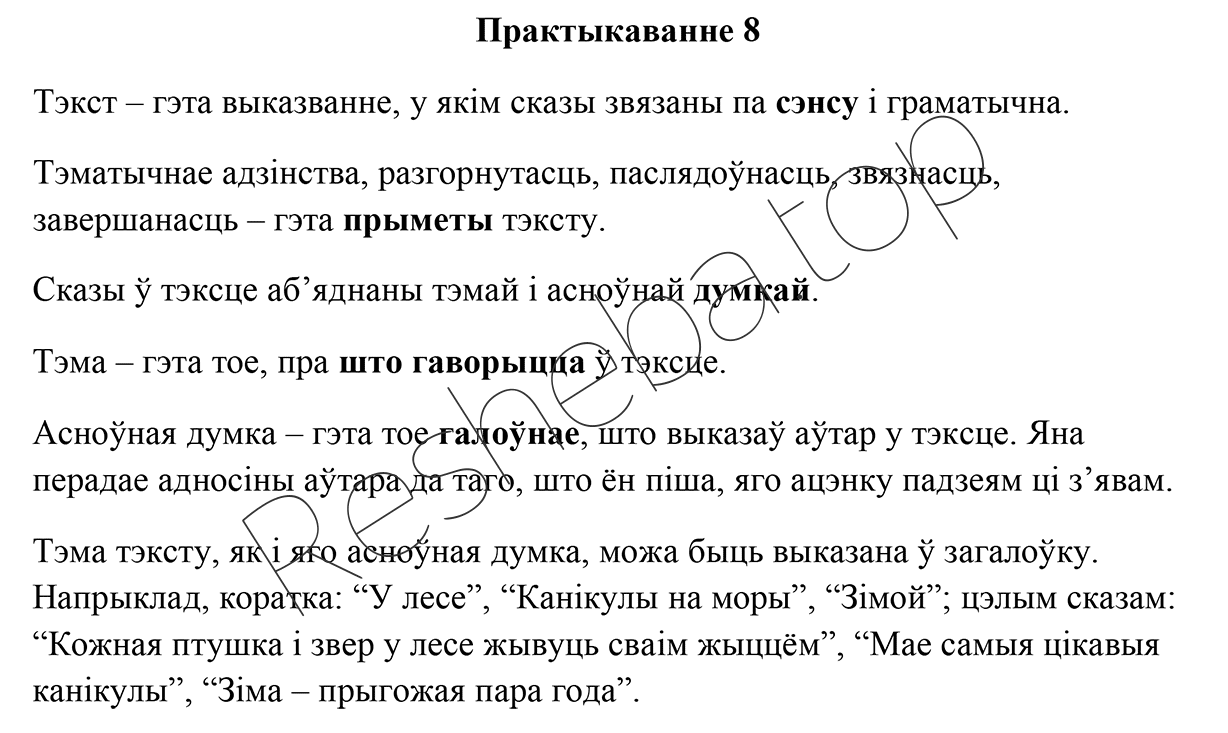 Практыкаванне 8
Тэкст – гэта выказванне, у якім сказы звязаны па сэнсу і граматычна.
Тэматычнае адзінства, разгорнутасць, паслядоўнасць, звязнасць,
завершанасць – гэта прыметы тэксту.
Сказы ў тэксце аб’яднаны тэмай і асноўнай думкай.
Тэма – гэта тое, пра што гаворыцца ў тэксце.
Асноўная думка – гэта тое галоўнае, што выказаў аўтар у тэксце. Яна
перадае адносіны аўтара да таго, што ён піша, яго ацэнку падзеям ці з’явам.
Тэма тэксту, як і яго асноўная думка, можа быць выказана ў загалоўку.
Напрыклад, коратка: “У лесе”, “Канікулы на моры”, “Зімой”; цэлым сказам:
“Кожная птушка і звер у лесе жывуць сваім жыццём”, “Мае самыя цікавыя
канікулы”, “Зіма – прыгожая пара года”.
Resheba top